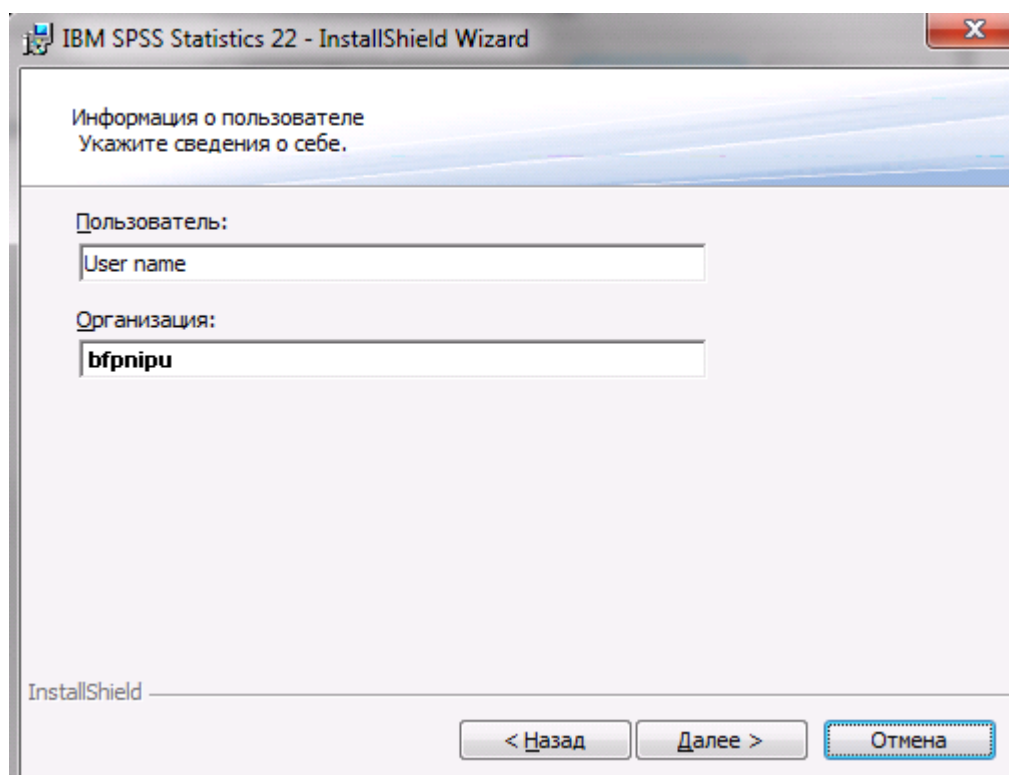 IBM SPSS Statistics 22 - InstallShield Wizard
Информация о пользователе
Укажите сведения о себе.
Пользователь:
User name
Организация:
bfpnipu
InstallShield
< Назад Далее > Отмена